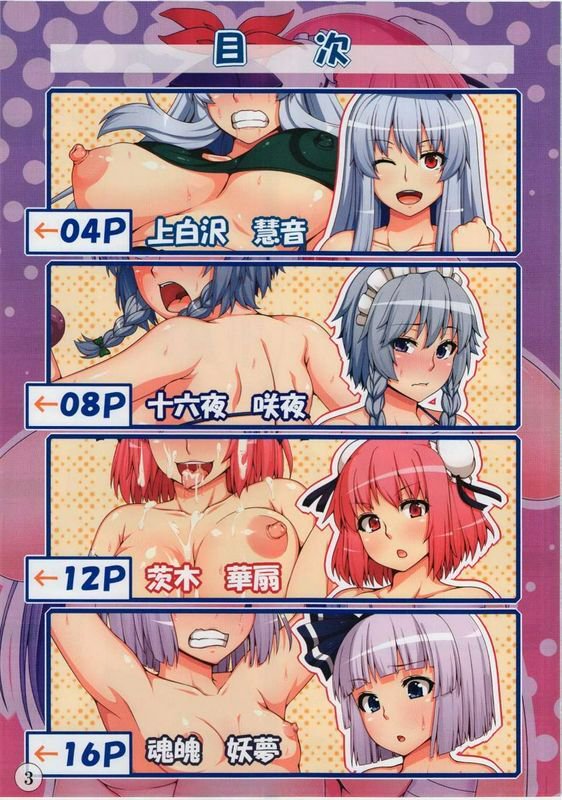 目次
←04P 上白沢 慧音
←08P 十六夜 咲夜
←12P 茨木 華扇
←16P 魂魄 妖夢
3